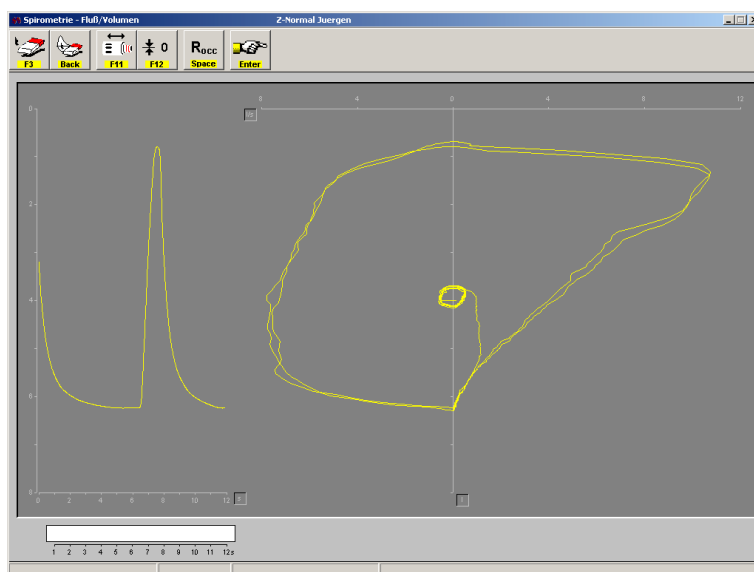 Spirometrie - Fluß/Volumen Z-Normal Juergen
0
R OCC
F3 Back F11 F12 Space Enter
8 4 0 4 8 12
0
2
4
6
8
0 2 4 6 8 10 12
1 2 3 4 5 6 7 8 9 10 11 12 s